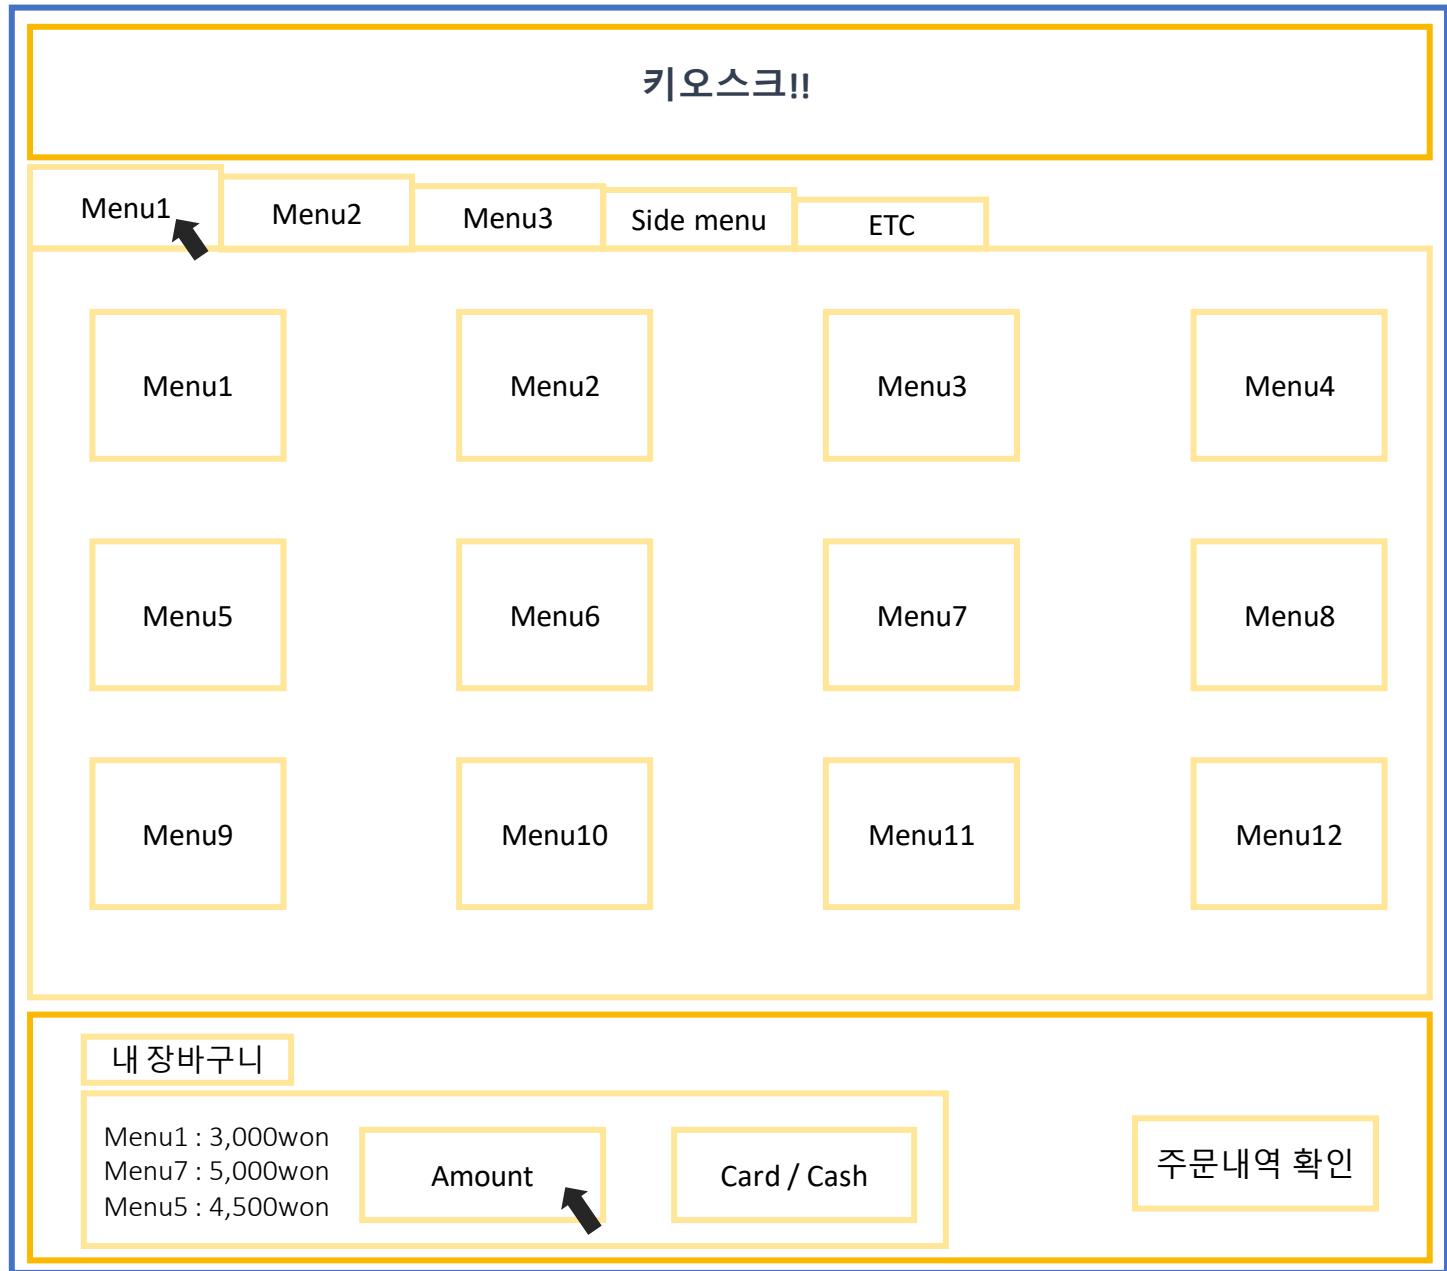 키오스크!!
Menu1
Menu2
Menu3
Side menu
ETC
Menu1
Menu2
Menu3
Menu4
Menu5
Menu6
Menu7
Menu8
Menu9
Menu10
Menu11
Menu12
내 장바구니
Menu1 : 3,000won
Menu7 : 5,000won
Menu5 : 4,500won
Amount
Card / Cash
주문내역 확인